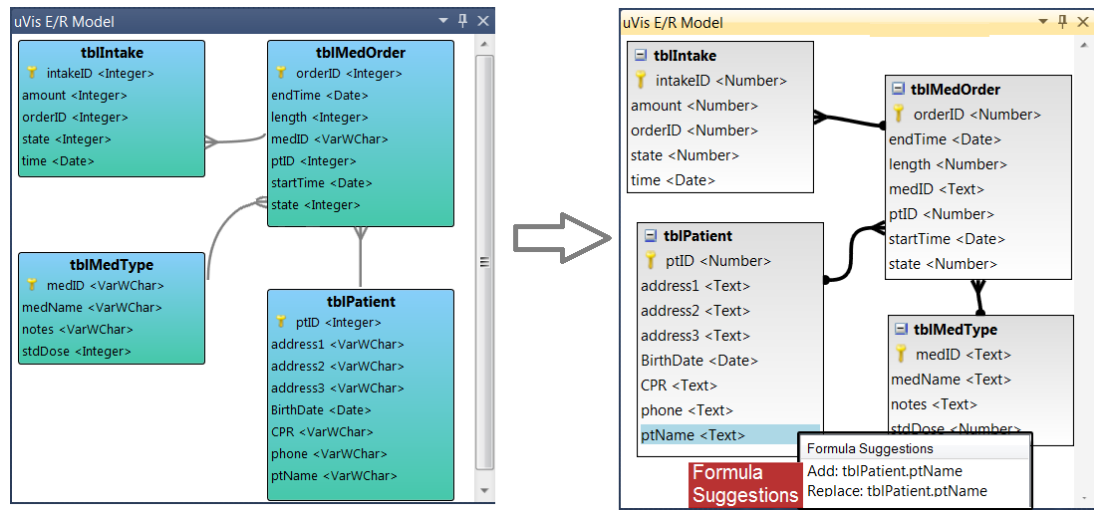 uVis E/R Model
tblIntake
intakeID <Integer>
amount <Integer>
orderID <Integer>
state <Integer>
time <Date>
tblMedOrder
orderID <Integer>
endTime <Date>
length <Integer>
medID <VarWChar>
ptID <Integer>
startTime <Date>
state <Integer>
tblMedType
medID <VarWChar>
medName <VarWChar>
notes <VarWChar>
stdDose <Integer>
tblPatient
ptID <Integer>
address1 <VarWChar>
address2 <VarWChar>
address3 <VarWChar>
BirthDate <Date>
CPR <VarWChar>
phone <VarWChar>
ptName <VarWChar>
uVis E/R Model
tblIntake
intakeID <Number>
amount <Number>
orderID <Number>
state <Number>
time <Date>
tblMedOrder
orderID <Number>
endTime <Date>
length <Number>
medID <Text>
ptID <Number>
startTime <Date>
state <Number>
tblPatient
ptID <Number>
address1 <Text>
address2 <Text>
address3 <Text>
BirthDate <Date>
CPR <Text>
phone <Text>
ptName <Text>
tblMedType
medID <Text>
medName <Text>
notes <Text>
stdDose <Number>
Formula Suggestions
Add: tblPatient.ptName
Replace: tblPatient.ptName
Formula
Suggestions